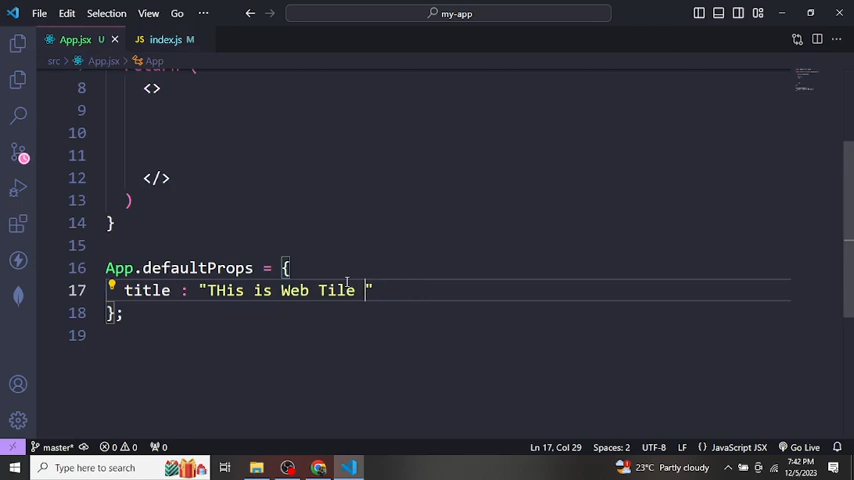 File Edit Selection View Go ··· my-app
App.jsx U index.js M
src > App.jsx > App
return (
8 <>
9
10
11
12 </>
13 )
14 }
15
16 App.defaultProps = {
17 title : "THis is Web Tile "
18 };
19
master* 0 0 0 Ln 17, Col 29 Spaces: 2 UTF-8 LF JavaScript JSX Go Live
Type here to search 23°C Partly cloudy 7:42 PM
12/5/2023